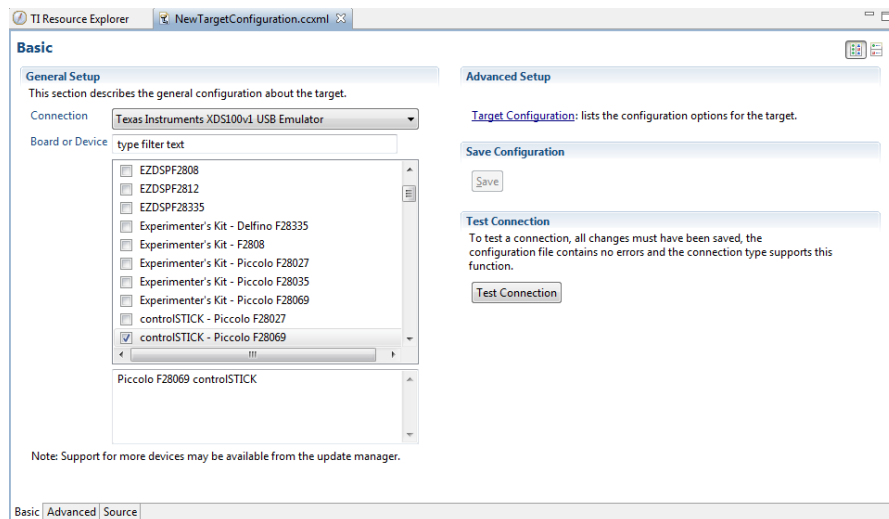 TI Resource Explorer
NewTargetConfiguration.ccxml
Basic
General Setup
This section describes the general configuration about the target.
Connection
Texas Instruments XDS100v1 USB Emulator
Board or Device
type filter text
EZDSPF2808
EZDSPF2812
EZDSPF28335
Experimenter's Kit - Delfino F28335
Experimenter's Kit - F2808
Experimenter's Kit - Piccolo F28027
Experimenter's Kit - Piccolo F28035
Experimenter's Kit - Piccolo F28069
controlSTICK - Piccolo F28027
controlSTICK - Piccolo F28069
Piccolo F28069 controlSTICK
Note: Support for more devices may be available from the update manager.
Advanced Setup
Target Configuration: lists the configuration options for the target.
Save Configuration
Save
Test Connection
To test a connection, all changes must have been saved, the
configuration file contains no errors and the connection type supports this
function.
Test Connection
Basic Advanced Source